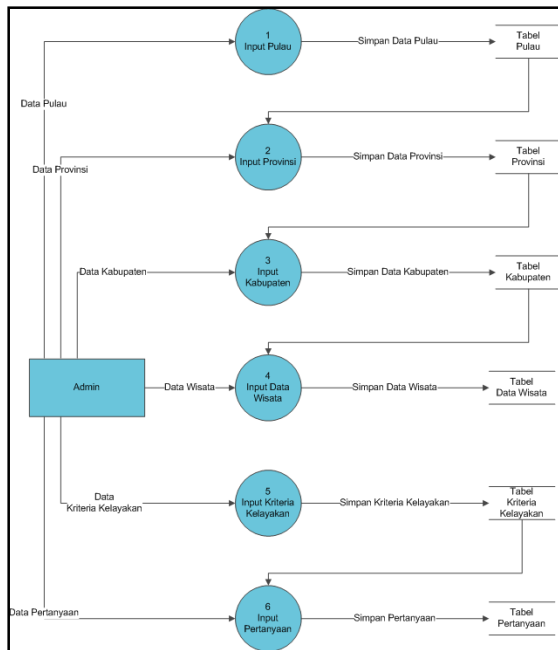 1
Input Pulau
Simpan Data Pulau
Tabel
Pulau
Data Pulau
2
Input Provinsi
Simpan Data Provinsi
Tabel
Provinsi
Data Provinsi
3
Input
Kabupaten
Data Kabupaten
Simpan Data Kabupaten
Tabel
Kabupaten
Admin
Data Wisata
4
Input Data
Wisata
Simpan Data Wisata
Tabel
Data Wisata
Data
Kriteria Kelayakan
5
Input Kriteria
Kelayakan
Simpan Kriteria Kelayakan
Tabel
Kriteria
Kelayakan
Data Pertanyaan
6
Input
Pertanyaan
Simpan Pertanyaan
Tabel
Pertanyaan